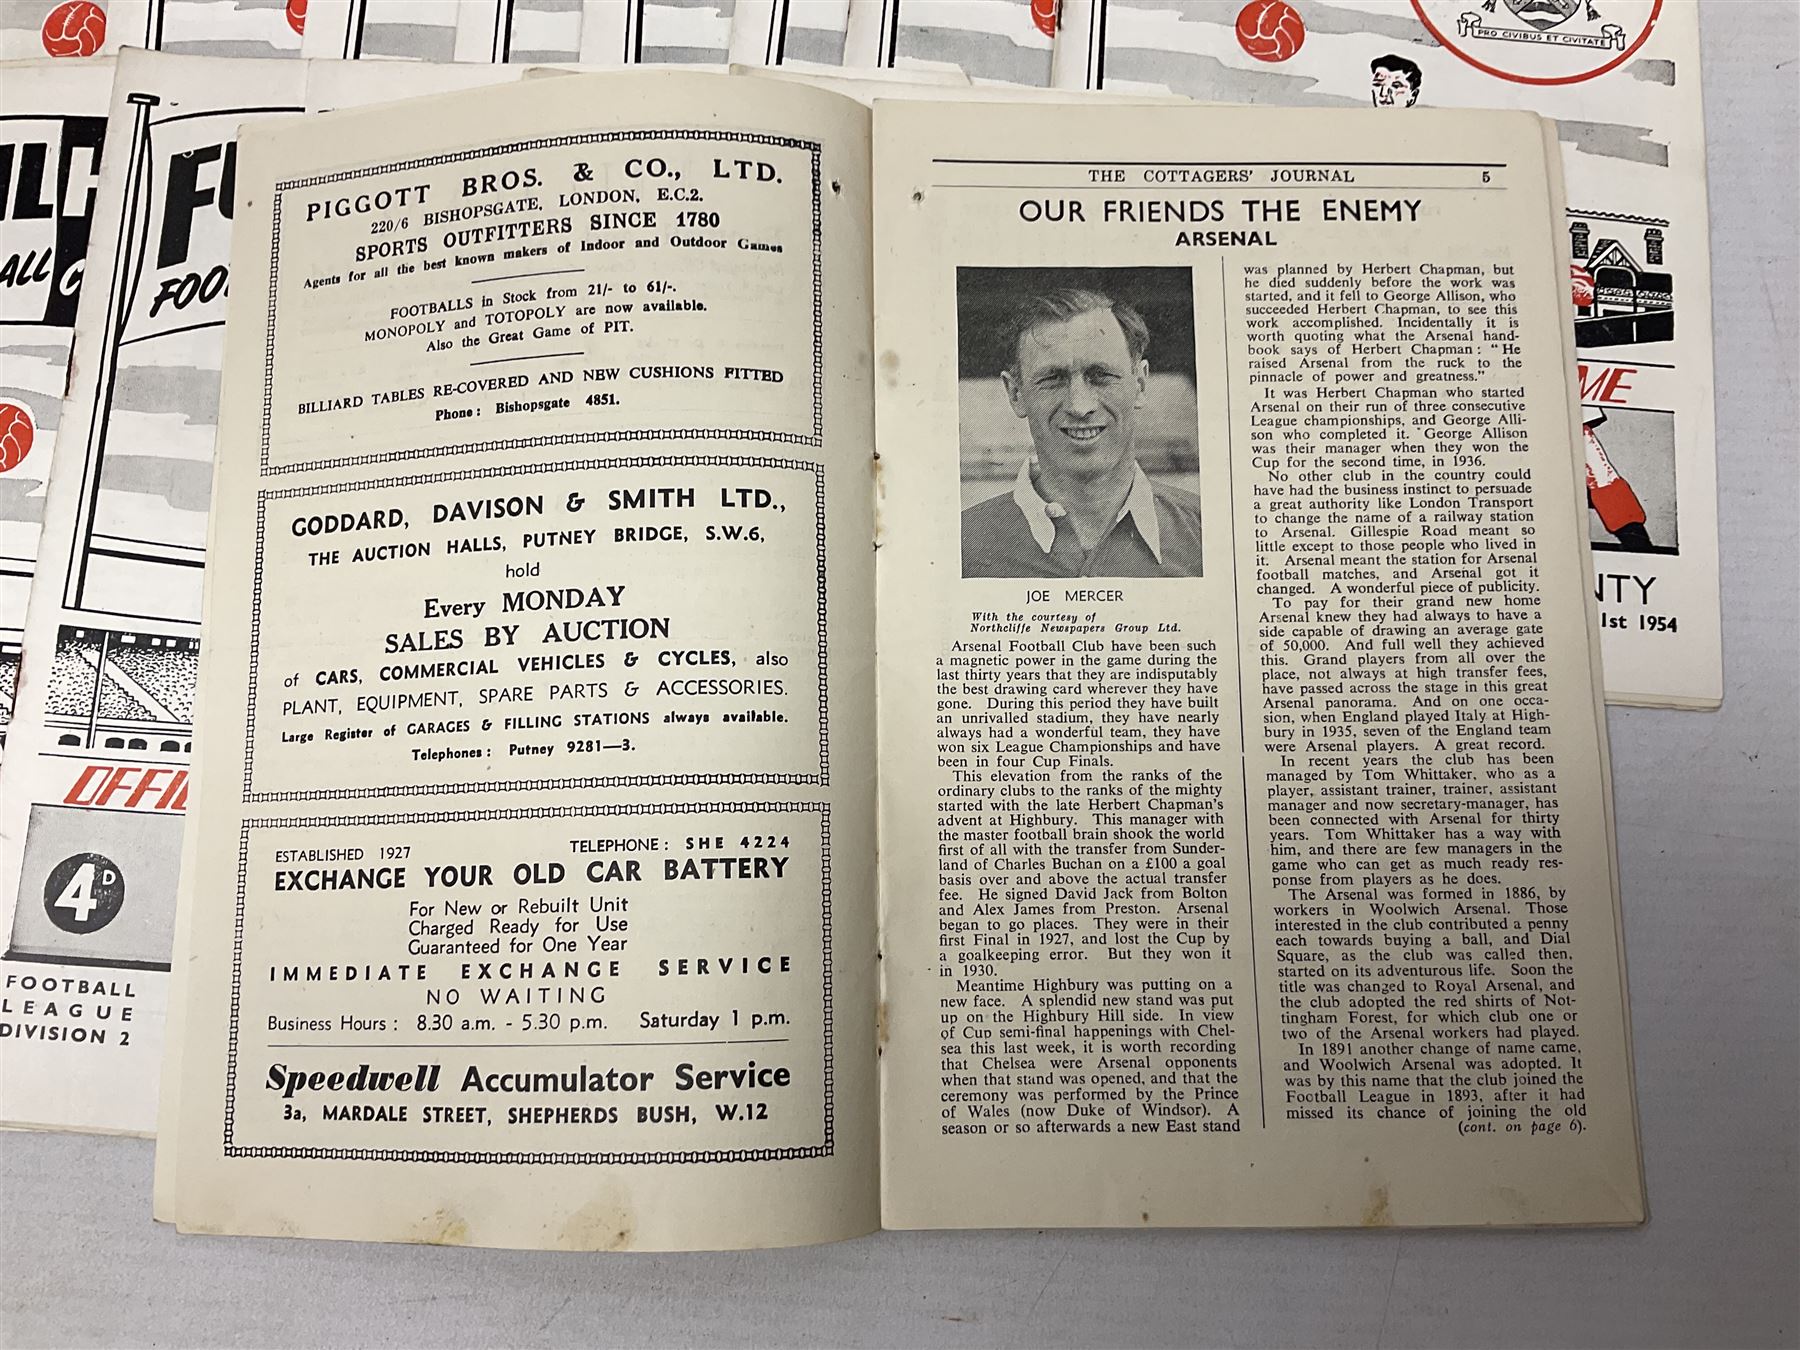 PIGGOTT BROS. & CO., LTD.
220/6 BISHOPSGATE, LONDON, E.C.2.
SPORTS OUTFITTERS SINCE 1780
Agents for all the best known makers of Indoor and Outdoor Games
FOOTBALLS in Stock from 21/- to 61/-.
MONOPOLY and TOTOPOLY are now available.
Also the Great Game of PIT.
BILLIARD TABLES RE-COVERED AND NEW CUSHIONS FITTED
Phone: Bishopsgate 4851.
GODDARD, DAVISON & SMITH LTD.,
THE AUCTION HALLS, PUTNEY BRIDGE, S.W.6,
hold
Every MONDAY
SALES BY AUCTION
of CARS, COMMERCIAL VEHICLES & CYCLES, also
PLANT, EQUIPMENT, SPARE PARTS & ACCESSORIES.
Large Register of GARAGES & FILLING STATIONS always available.
Telephones: Putney 9281—3.
ESTABLISHED 1927 TELEPHONE: SHE 4224
EXCHANGE YOUR OLD CAR BATTERY
For New or Rebuilt Unit
Charged Ready for Use
Guaranteed for One Year
IMMEDIATE EXCHANGE SERVICE
NO WAITING
Business Hours: 8.30 a.m. - 5.30 p.m. Saturday 1 p.m.
Speedwell Accumulator Service
3a, MARDALE STREET, SHEPHERDS BUSH, W.12
THE COTTAGERS' JOURNAL 5
OUR FRIENDS THE ENEMY
ARSENAL
JOE MERCER
With the courtesy of
Northcliffe Newspapers Group Ltd.
Arsenal Football Club have been such
a magnetic power in the game during the
last thirty years that they are indisputably
the best drawing card wherever they have
gone. During this period they have built
an unrivalled stadium, they have nearly
always had a wonderful team, they have
won six League Championships and have
been in four Cup Finals.
This elevation from the ranks of the
ordinary clubs to the ranks of the mighty
started with the late Herbert Chapman's
advent at Highbury. This manager with
the master football brain shook the world
first of all with the transfer from Sunder-
land of Charles Buchan on a £100 a goal
basis over and above the actual transfer
fee. He signed David Jack from Bolton
and Alex James from Preston. Arsenal
began to go places. They were in their
first Final in 1927, and lost the Cup by
a goalkeeping error. But they won it
in 1930.
Meantime Highbury was putting on a
new face. A splendid new stand was put
up on the Highbury Hill side. In view
of Cup semi-final happenings with Chel-
sea this last week, it is worth recording
that Chelsea were Arsenal opponents
when that stand was opened, and that the
ceremony was performed by the Prince
of Wales (now Duke of Windsor). A
season or so afterwards a new East stand
was planned by Herbert Chapman, but
he died suddenly before the work was
started, and it fell to George Allison, who
succeeded Herbert Chapman, to see this
work accomplished. Incidentally it is
worth quoting what the Arsenal hand-
book says of Herbert Chapman: "He
raised Arsenal from the ruck to the
pinnacle of power and greatness."
It was Herbert Chapman who started
Arsenal on their run of three consecutive
League championships, and George Alli-
son who completed it. George Allison
was their manager when they won the
Cup for the second time, in 1936.
No other club in the country could
have had the business instinct to persuade
a great authority like London Transport
to change the name of a railway station
to Arsenal. Gillespie Road meant so
little except to those people who lived in
it. Arsenal meant the station for Arsenal
football matches, and Arsenal got it
changed. A wonderful piece of publicity.
To pay for their grand new home
Arsenal knew they had always to have a
side capable of drawing an average gate
of 50,000. And full well they achieved
this. Grand players from all over the
place, not always at high transfer fees,
have passed across the stage in this great
Arsenal panorama. And on one occa-
sion, when England played Italy at High-
bury in 1935, seven of the England team
were Arsenal players. A great record.
In recent years the club has been
managed by Tom Whittaker, who as a
player, assistant trainer, trainer, assistant
manager and now secretary-manager, has
been connected with Arsenal for thirty
years. Tom Whittaker has a way with
him, and there are few managers in the
game who can get as much ready res-
ponse from players as he does.
The Arsenal was formed in 1886, by
workers in Woolwich Arsenal. Those
interested in the club contributed a penny
each towards buying a ball, and Dial
Square, as the club was called then,
started on its adventurous life. Soon the
title was changed to Royal Arsenal, and
the club adopted the red shirts of Not-
tingham Forest, for which club one or
two of the Arsenal workers had played.
In 1891 another change of name came,
and Woolwich Arsenal was adopted. It
was by this name that the club joined the
Football League in 1893, after it had
missed its chance of joining the old
(cont. on page 6).
PRO CIVIBUS ET CIVITATE
1st 1954
4D
FOOTBALL
LEAGUE
DIVISION 2